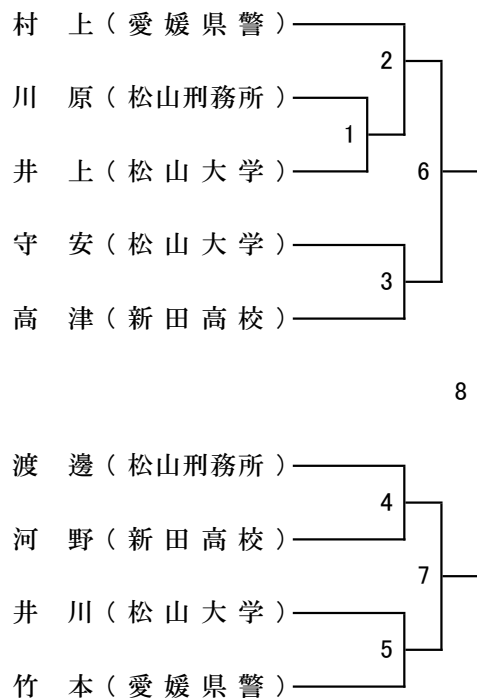 村 上 ( 愛 媛 県 警 )
2
川 原 ( 松山刑務所 )
1
井 上 ( 松 山 大 学 )
6
守 安 ( 松 山 大 学 )
3
高 津 ( 新 田 高 校 )
8
渡 邊 ( 松山刑務所 )
4
河 野 ( 新 田 高 校 )
7
井 川 ( 松 山 大 学 )
5
竹 本 ( 愛 媛 県 警 )